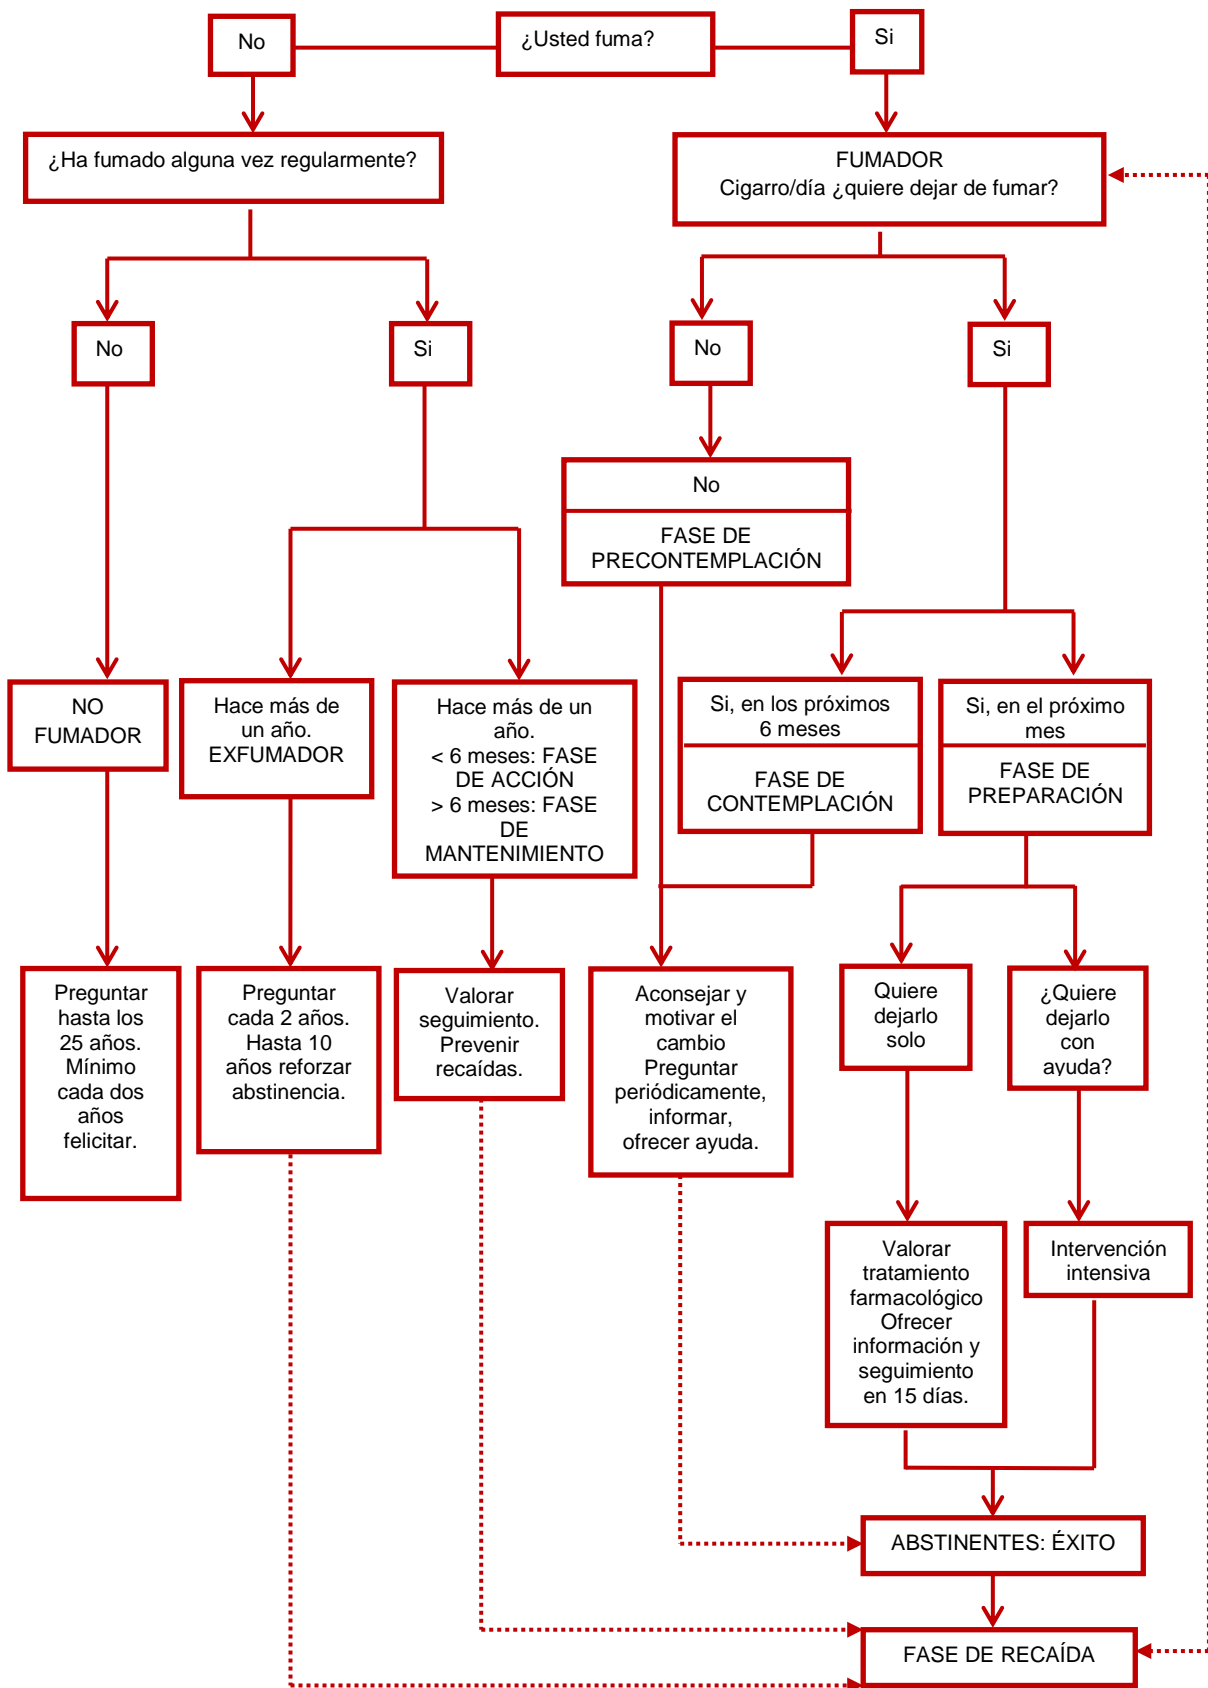 No
¿Usted fuma?
Si
¿Ha fumado alguna vez regularmente?
FUMADOR
Cigarro/día ¿quiere dejar de fumar?
No
Si
No
Si
No
FASE DE
PRECONTEMPLACIÓN
NO
FUMADOR
Hace más de
un año.
EXFUMADOR
Hace más de un
año.
< 6 meses: FASE
DE ACCIÓN
> 6 meses: FASE
DE
MANTENIMIENTO
Si, en los próximos
6 meses
FASE DE
CONTEMPLACIÓN
Si, en el próximo
mes
FASE DE
PREPARACIÓN
Preguntar
hasta los
25 años.
Mínimo
cada dos
años
felicitar.
Preguntar
cada 2 años.
Hasta 10
años reforzar
abstinencia.
Valorar
seguimiento.
Prevenir
recaídas.
Aconsejar y
motivar el
cambio
Preguntar
periódicamente,
informar,
ofrecer ayuda.
Quiere
dejarlo
solo
¿Quiere
dejarlo
con
ayuda?
Valorar
tratamiento
farmacológico
Ofrecer
información y
seguimiento
en 15 días.
Intervención
intensiva
ABSTINENTES: ÉXITO
FASE DE RECAÍDA